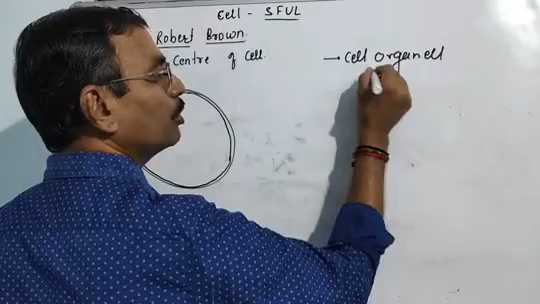 Cell - SFUL
Robert Brown
Centre of Cell.
→ Cell Organell